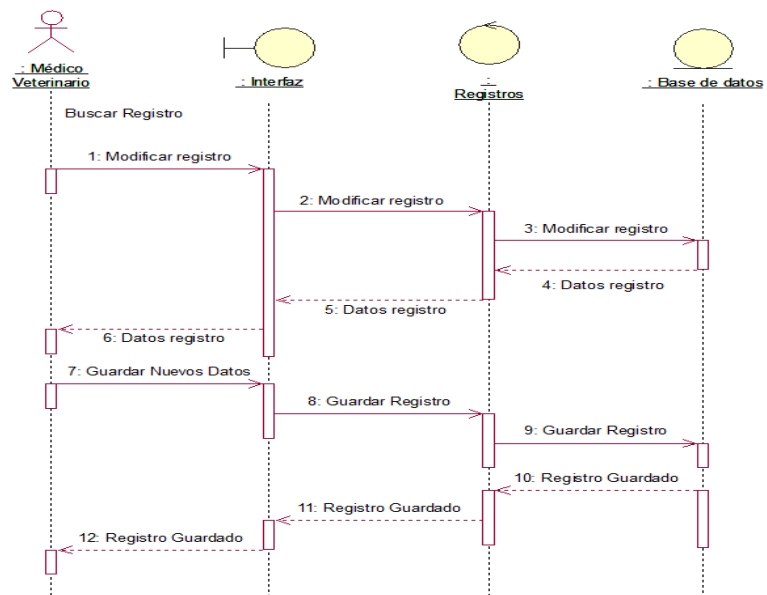 : Médico
Veterinario
: Interfaz
:
Registros
: Base de datos
Buscar Registro
1: Modificar registro
2: Modificar registro
3: Modificar registro
4: Datos registro
5: Datos registro
6: Datos registro
7: Guardar Nuevos Datos
8: Guardar Registro
9: Guardar Registro
10: Registro Guardado
11: Registro Guardado
12: Registro Guardado